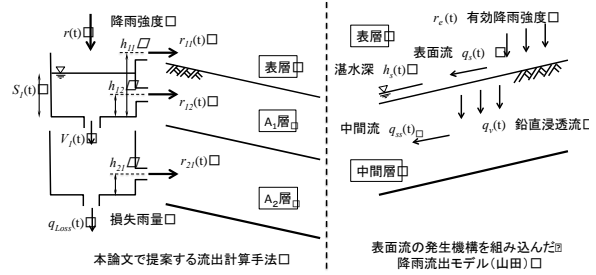 降雨強度□
r(t)□
h11□
r11(t)□
S1(t)□
h12□
r12(t)□
V1(t)□
h21□
r21(t)□
qLoss(t)□
損失雨量□
表層□
A1層□
A2層□
本論文で提案する流出計算手法□
re(t)□
有効降雨強度□
表層□
表面流□
qs(t)□
湛水深□
hs(t)□
中間流□
qss(t)□
qv(t)□
鉛直浸透流□
中間層□
表面流の発生機構を組み込んだ
降雨流出モデル(山田)□